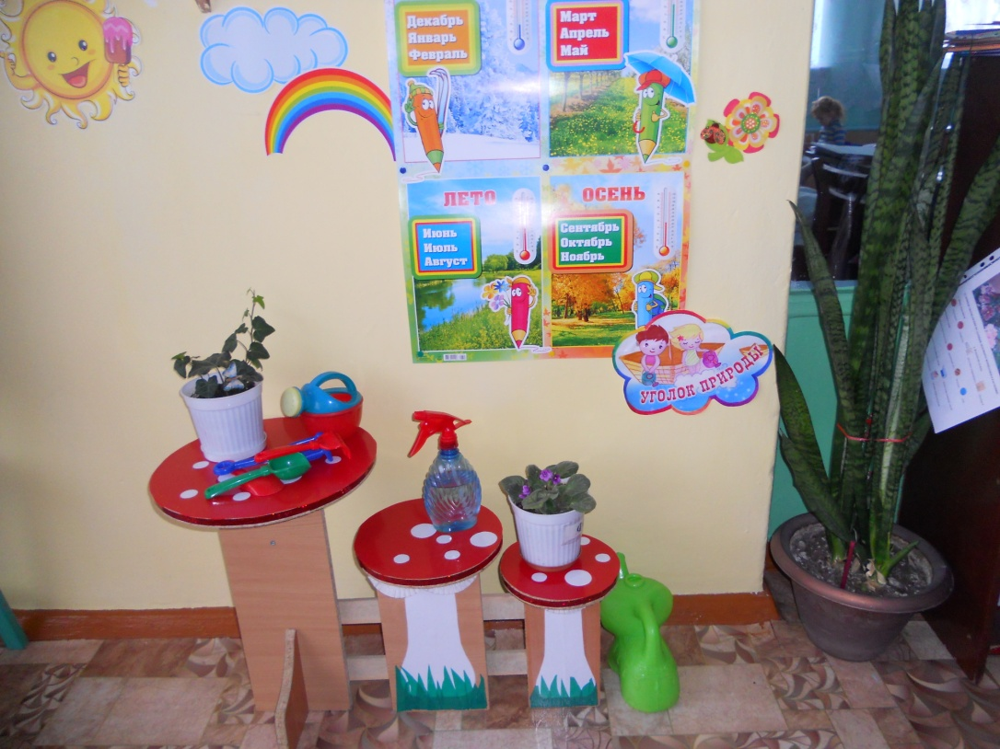 Декабрь
Январь
Февраль
Март
Апрель
Май
ЛЕТО
Июнь
Июль
Август
ОСЕНЬ
Сентябрь
Октябрь
Ноябрь
УГОЛОК ПРИРОДЫ